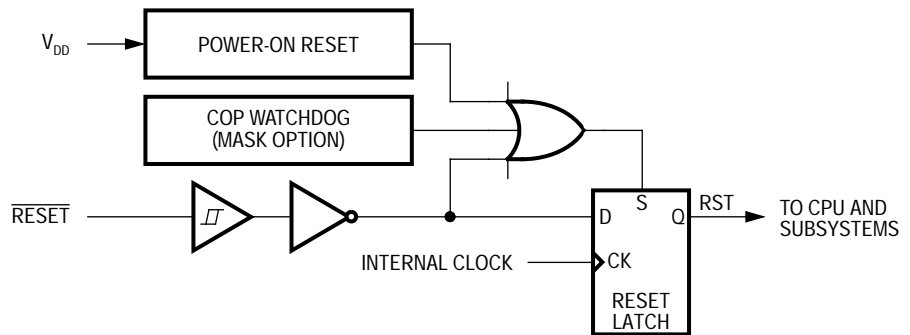 V_DD
POWER-ON RESET
COP WATCHDOG
(MASK OPTION)
RESET
D
S
Q
RST
TO CPU AND
SUBSYSTEMS
INTERNAL CLOCK
CK
RESET
LATCH